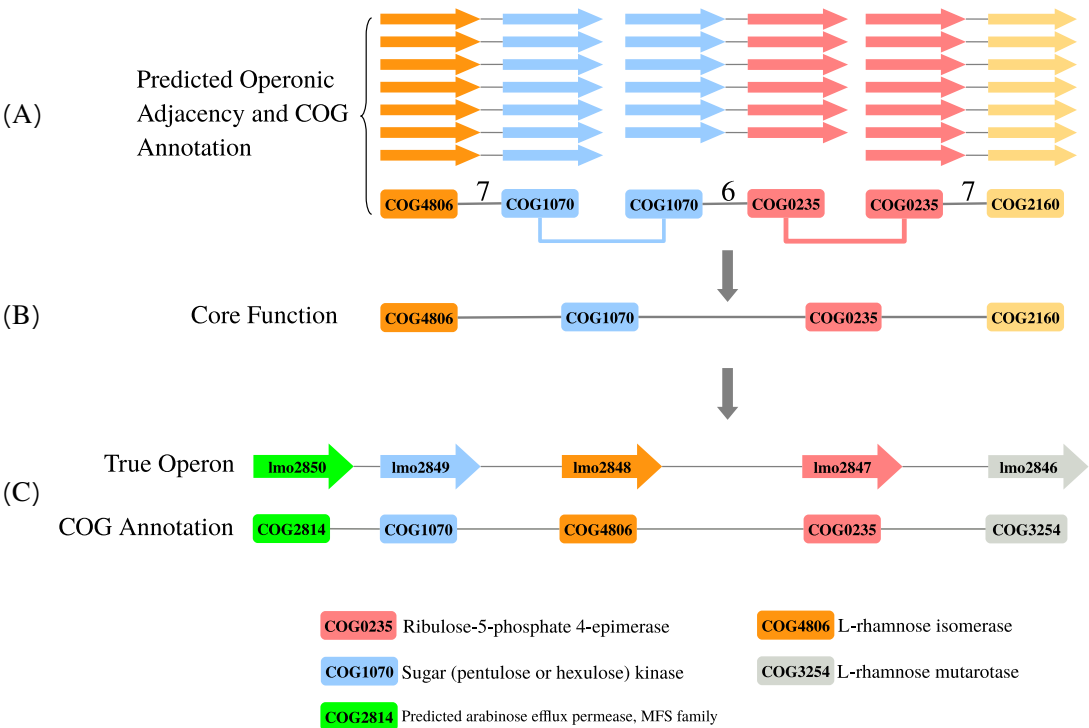 (A)
Predicted Operonic
Adjacency and COG
Annotation
COG4806 7 COG1070 COG1070 6 COG0235 COG0235 7 COG2160
(B) Core Function COG4806 COG1070 COG0235 COG2160
(C)
True Operon lmo2850 lmo2849 lmo2848 lmo2847 lmo2846
COG Annotation COG2814 COG1070 COG4806 COG0235 COG3254
COG0235 Ribulose-5-phosphate 4-epimerase COG4806 L-rhamnose isomerase
COG1070 Sugar (pentulose or hexulose) kinase COG3254 L-rhamnose mutarotase
COG2814 Predicted arabinose efflux permease, MFS family